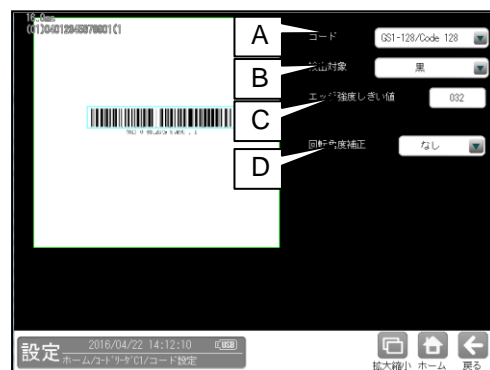 16.0ms
(01)04012345678601(1
A
コード
GS1-128/Code 128
B
検出対象
黒
C
エッジ強度しきい値
032
D
回転角度補正
なし
設定
2016/04/22 14:12:10
USB
ホーム/コードリーダC1/コード設定
拡大縮小
ホーム
戻る